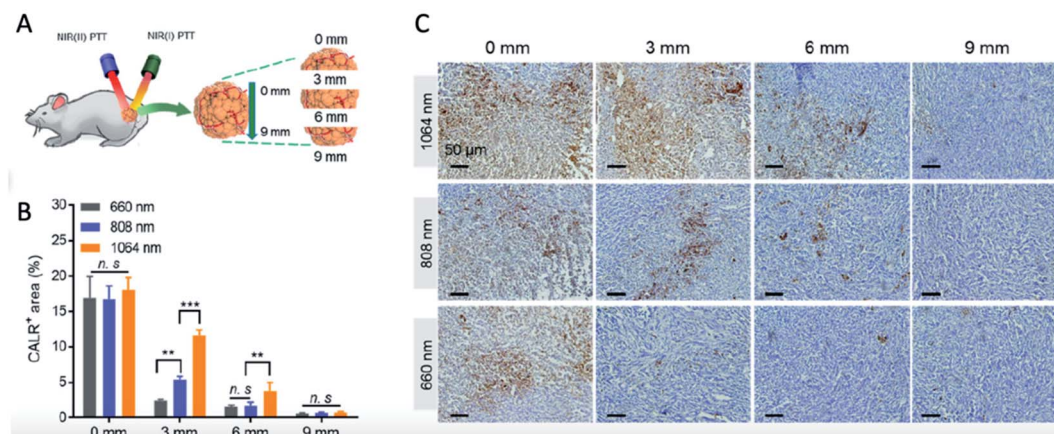 A
NIR(II) PTT
NIR(I) PTT
0 mm
3 mm
0 mm
6 mm
9 mm
9 mm
B
660 nm
808 nm
1064 nm
CALR+ area (%)
30
25
20
15
10
5
0
n. s
**
***
n. s
**
n. s
0 mm
3 mm
6 mm
9 mm
C
0 mm
3 mm
6 mm
9 mm
1064 nm
50 μm
808 nm
660 nm